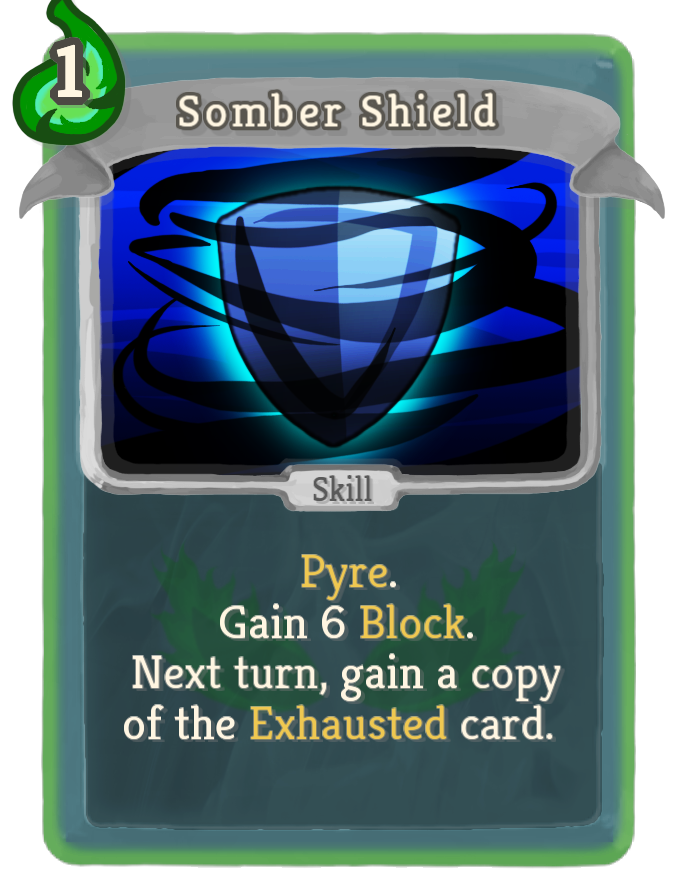 1
Somber Shield
Skill
Pyre.
Gain 6 Block.
Next turn, gain a copy
of the Exhausted card.